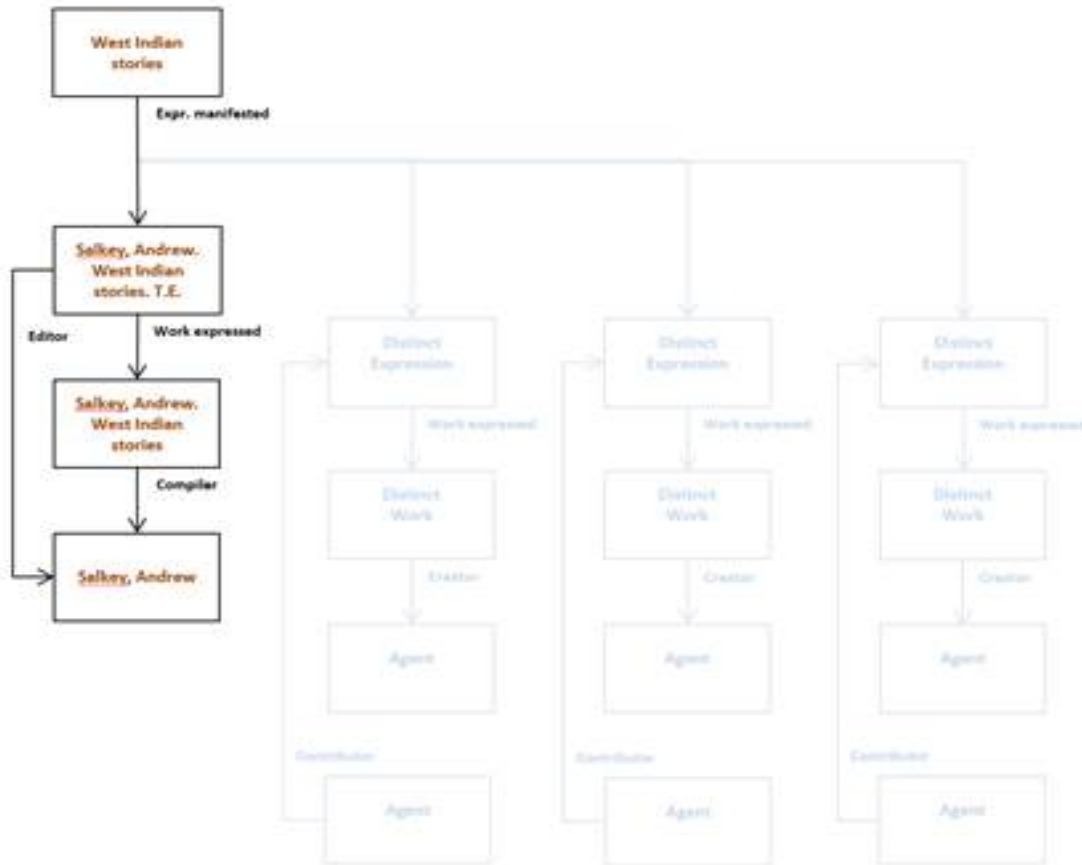 West Indian
stories
Expr. manifested
Salkey, Andrew.
West Indian
stories. T.E.
Editor
Work expressed
Salkey, Andrew.
West Indian
stories
Compiler
Salkey, Andrew
Distinct
Expression
Work expressed
Distinct
Work
Creator
Agent
Contributor
Agent
Distinct
Expression
Work expressed
Distinct
Work
Creator
Agent
Contributor
Agent
Distinct
Expression
Work expressed
Distinct
Work
Creator
Agent
Contributor
Agent